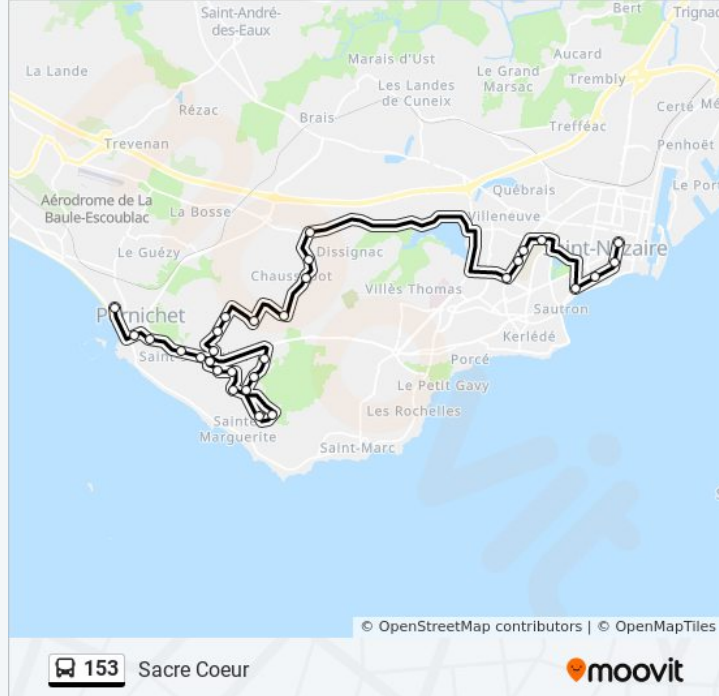 Saint-André-
des-Eaux
Bert
Trignac
Marais d'Ust
Aucard
La Lande
Le Grand
Marsac
Trembly
Les Landes
de Cuneix
Rézac
Certé
Brais
Trefféac
Trevenan
Penhoët
Québrais
Le Port
Aérodrome de La
Baule-Escoublac
La Bosse
Villeneuve
Saint-Nazaire
Le Guézy
Dissignac
Villès Thomas
Pornichet
Sautron
Kerlédé
Porcé
Le Petit Gavy
Les Rochelles
Sainte
Marguerite
Saint-Marc
© OpenStreetMap contributors | © OpenMapTiles
153 Sacre Coeur
moovit